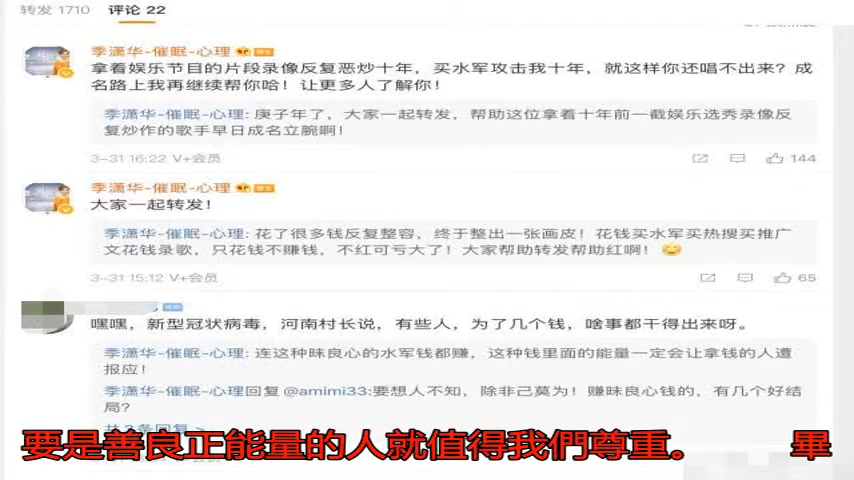 转发 1710 评论 22
季潇华-催眠-心理
拿着娱乐节目的片段录像反复恶炒十年，买水军攻击我十年，就这样你还唱不出来？成
名路上我再继续帮你哈！让更多人了解你！
季潇华-催眠-心理: 庚子年了，大家一起转发，帮助这位拿着十年前一截娱乐选秀录像反
复炒作的歌手早日成名立腕啊！
3-31 16:22 V+会员 144
季潇华-催眠-心理
大家一起转发！
季潇华-催眠-心理: 花了很多钱反复整容，终于整出一张画皮！花钱买水军买热搜买推广
文花钱录歌，只花钱不赚钱，不红可亏大了！大家帮助转发帮助红啊！
3-31 15:12 V+会员 65
嘿嘿，新型冠状病毒，河南村长说，有些人，为了几个钱，啥事都干得出来呀。
季潇华-催眠-心理: 连这种昧良心的水军钱都赚，这种钱里面的能量一定会让拿钱的人遭
报应！
季潇华-催眠-心理回复 @amimi33:要想人不知，除非己莫为！赚昧良心钱的，有几个好结
局？
共3条回复 >
要是善良正能量的人就值得我們尊重。 畢